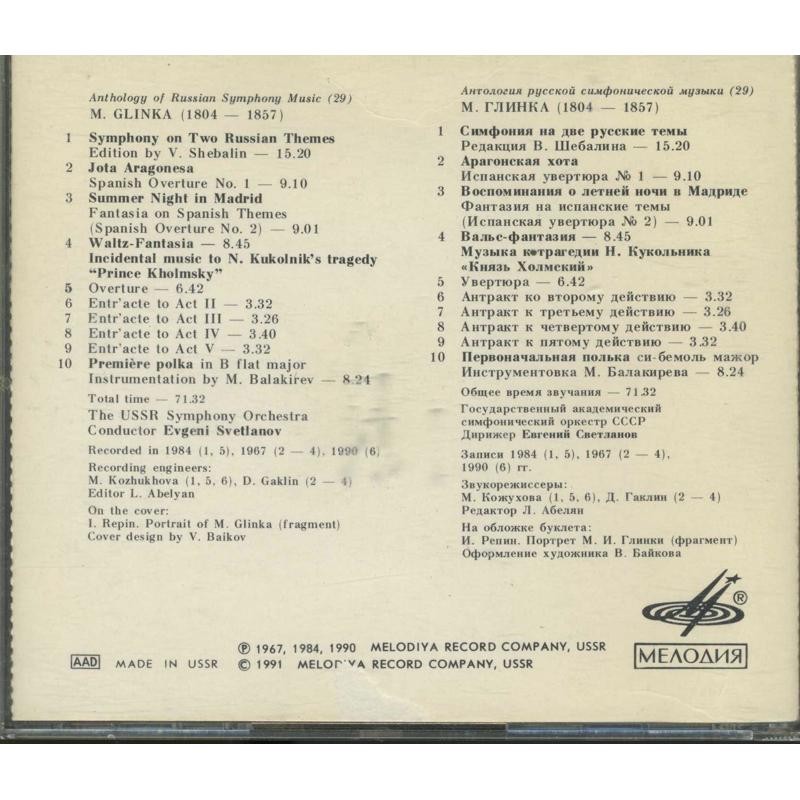 Anthology of Russian Symphony Music (29)
M. GLINKA (1804 — 1857)
1 Symphony on Two Russian Themes
Edition by V. Shebalin — 15.20
2 Jota Aragonesa
Spanish Overture No. 1 — 9.10
3 Summer Night in Madrid
Fantasia on Spanish Themes
(Spanish Overture No. 2) — 9.01
4 Waltz-Fantasia — 8.45
Incidental music to N. Kukolnik's tragedy
"Prince Kholmsky"
5 Overture — 6.42
6 Entr'acte to Act II — 3.32
7 Entr'acte to Act III — 3.26
8 Entr'acte to Act IV — 3.40
9 Entr'acte to Act V — 3.32
10 Première polka in B flat major
Instrumentation by M. Balakirev — 8.24
Total time — 71.32
The USSR Symphony Orchestra
Conductor Evgeni Svetlanov
Recorded in 1984 (1, 5), 1967 (2 — 4), 1990 (6)
Recording engineers:
M. Kozhukhova (1, 5, 6), D. Gaklin (2 — 4)
Editor L. Abelyan
On the cover:
I. Repin. Portrait of M. Glinka (fragment)
Cover design by V. Baikov
Антология русской симфонической музыки (29)
М. ГЛИНКА (1804 — 1857)
1 Симфония на две русские темы
Редакция В. Шебалина — 15.20
2 Арагонская хота
Испанская увертюра № 1 — 9.10
3 Воспоминания о летней ночи в Мадриде
Фантазия на испанские темы
(Испанская увертюра № 2) — 9.01
4 Вальс-фантазия — 8.45
Музыка к трагедии Н. Кукольника
«Князь Холмский»
5 Увертюра — 6.42
6 Антракт ко второму действию — 3.32
7 Антракт к третьему действию — 3.26
8 Антракт к четвертому действию — 3.40
9 Антракт к пятому действию — 3.32
10 Первоначальная полька си-бемоль мажор
Инструментовка М. Балакирева — 8.24
Общее время звучания — 71.32
Государственный академический
симфонический оркестр СССР
Дирижер Евгений Светланов
Записи 1984 (1, 5), 1967 (2 — 4),
1990 (6) гг.
Звукорежиссеры:
М. Кожухова (1, 5, 6), Д. Гаклин (2 — 4)
Редактор Л. Абелян
На обложке буклета:
И. Репин. Портрет М. И. Глинки (фрагмент)
Оформление художника В. Байкова
®
МЕЛОДИЯ
AAD MADE IN USSR
℗ 1967, 1984, 1990 MELODIYA RECORD COMPANY, USSR
© 1991 MELODIYA RECORD COMPANY, USSR